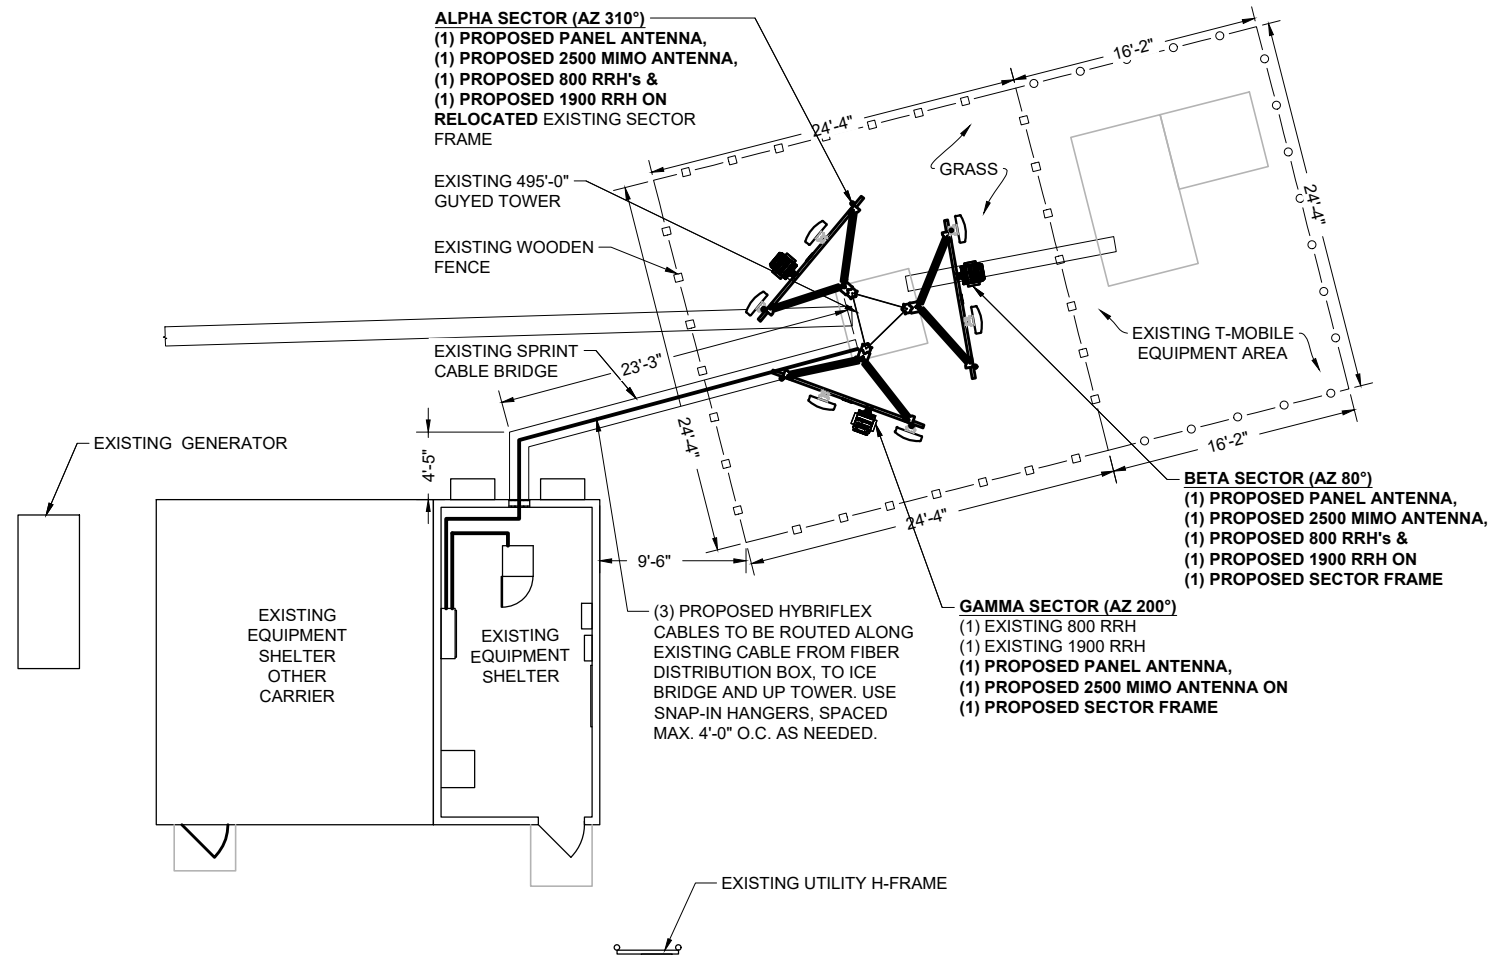 ALPHA SECTOR (AZ 310°)
(1) PROPOSED PANEL ANTENNA,
(1) PROPOSED 2500 MIMO ANTENNA,
(1) PROPOSED 800 RRH's &
(1) PROPOSED 1900 RRH ON
RELOCATED EXISTING SECTOR
FRAME
16'-2"
24'-4"
GRASS
EXISTING 495'-0"
GUYED TOWER
24'-4"
EXISTING WOODEN
FENCE
EXISTING T-MOBILE
EQUIPMENT AREA
EXISTING SPRINT
CABLE BRIDGE
23'-3"
24'-4"
16'-2"
EXISTING GENERATOR
4'-5"
24'-4"
9'-6"
BETA SECTOR (AZ 80°)
(1) PROPOSED PANEL ANTENNA,
(1) PROPOSED 2500 MIMO ANTENNA,
(1) PROPOSED 800 RRH's &
(1) PROPOSED 1900 RRH ON
(1) PROPOSED SECTOR FRAME
EXISTING
EQUIPMENT
SHELTER
OTHER
CARRIER
EXISTING
EQUIPMENT
SHELTER
(3) PROPOSED HYBRIFLEX
CABLES TO BE ROUTED ALONG
EXISTING CABLE FROM FIBER
DISTRIBUTION BOX, TO ICE
BRIDGE AND UP TOWER. USE
SNAP-IN HANGERS, SPACED
MAX. 4'-0" O.C. AS NEEDED.
GAMMA SECTOR (AZ 200°)
(1) EXISTING 800 RRH
(1) EXISTING 1900 RRH
(1) PROPOSED PANEL ANTENNA,
(1) PROPOSED 2500 MIMO ANTENNA ON
(1) PROPOSED SECTOR FRAME
EXISTING UTILITY H-FRAME